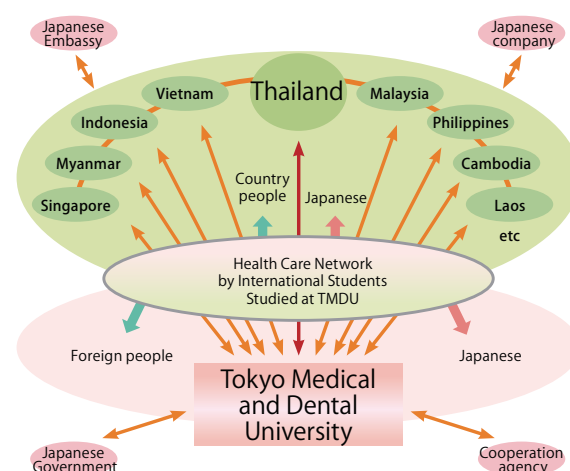 Japanese
Embassy
Japanese
company
Vietnam
Thailand
Malaysia
Indonesia
Philippines
Myanmar
Cambodia
Singapore
Laos
etc
Country
people
Japanese
Health Care Network
by International Students
Studied at TMDU
Foreign people
Japanese
Tokyo Medical
and Dental
University
Japanese
Government
Cooperation
agency